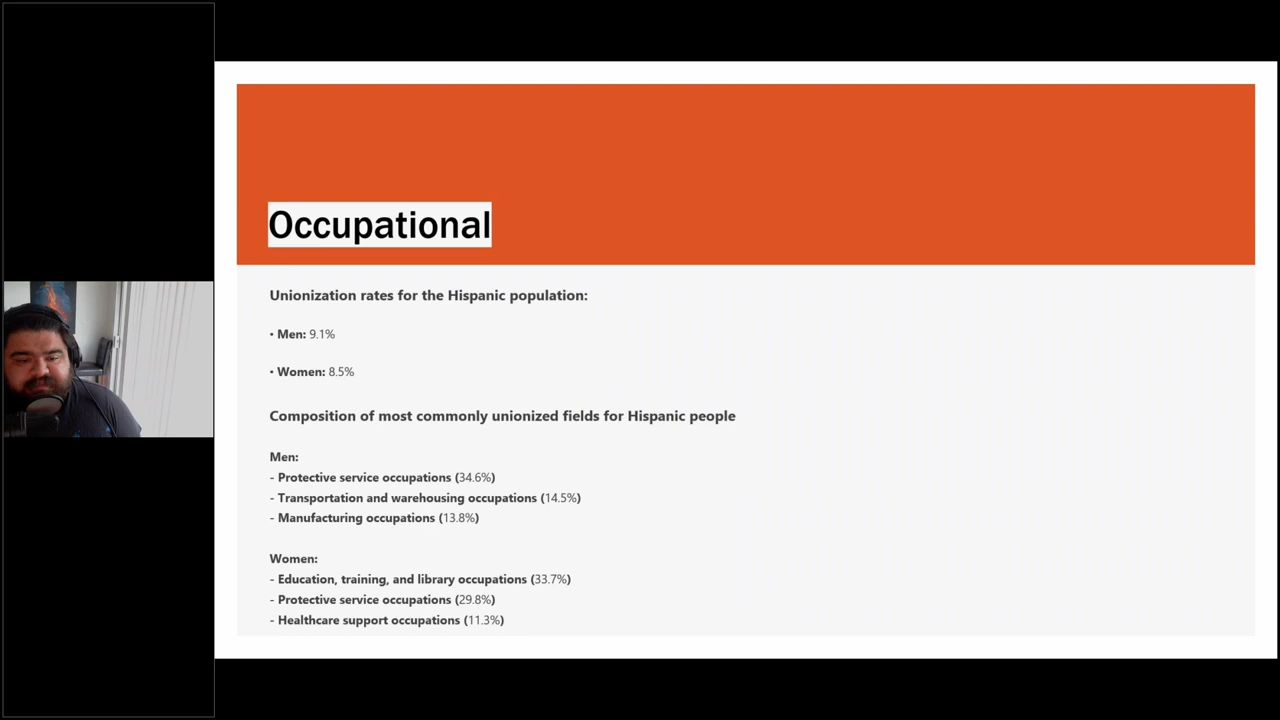 Occupational
Unionization rates for the Hispanic population:
• Men: 9.1%
• Women: 8.5%
Composition of most commonly unionized fields for Hispanic people
Men:
- Protective service occupations (34.6%)
- Transportation and warehousing occupations (14.5%)
- Manufacturing occupations (13.8%)
Women:
- Education, training, and library occupations (33.7%)
- Protective service occupations (29.8%)
- Healthcare support occupations (11.3%)